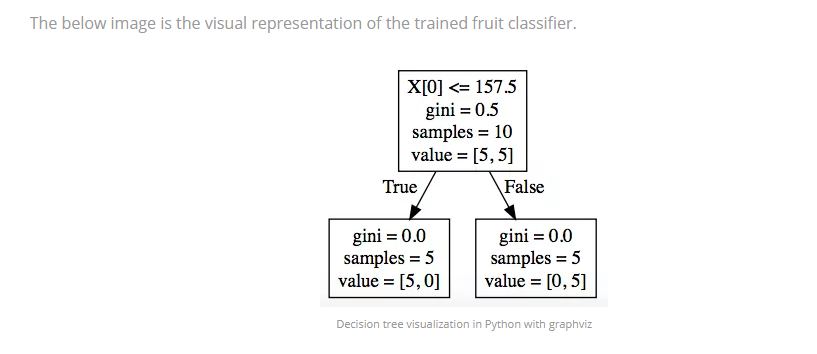 The below image is the visual representation of the trained fruit classifier.
X[0] <= 157.5
gini = 0.5
samples = 10
value = [5, 5]
True
False
gini = 0.0
samples = 5
value = [5, 0]
gini = 0.0
samples = 5
value = [0, 5]
Decision tree visualization in Python with graphviz